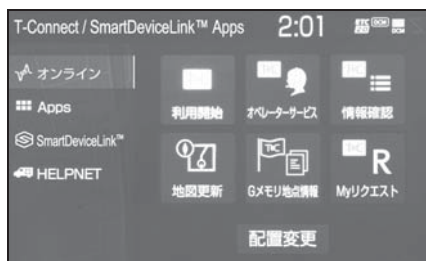 T-Connect / SmartDeviceLink™ Apps 2:01
オンライン
Apps
SmartDeviceLink™
HELPNET
利用開始
オペレーターサービス
情報確認
地図更新
Gメモリ地点情報
Myリクエスト
R
配置変更